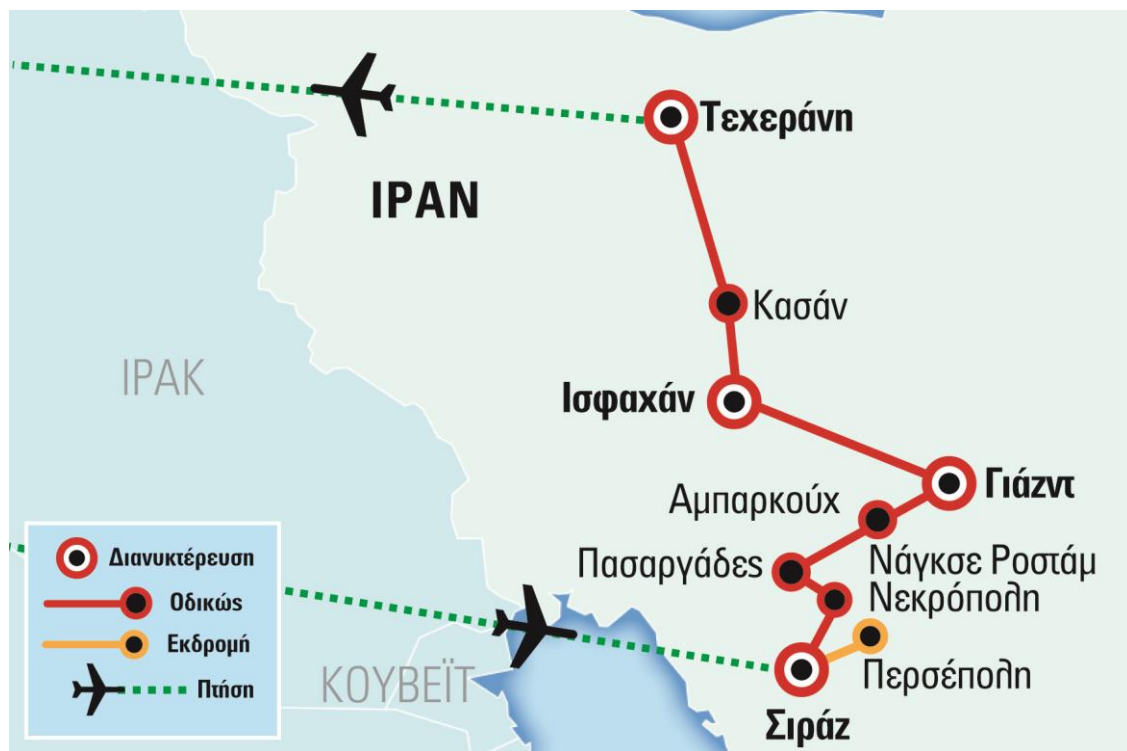 Τεχεράνη
ΙΡΑΝ
Κασάν
ΙΡΑΚ
Ισφαχάν
Γιάζντ
Αμπαρκούχ
Πασαργάδες
Νάγκσε Ροστάμ
Νεκρόπολη
Περσέπολη
Σιράζ
ΚΟΥΒΕΪΤ
Διανυκτέρευση
Οδικώς
Εκδρομή
Πτήση